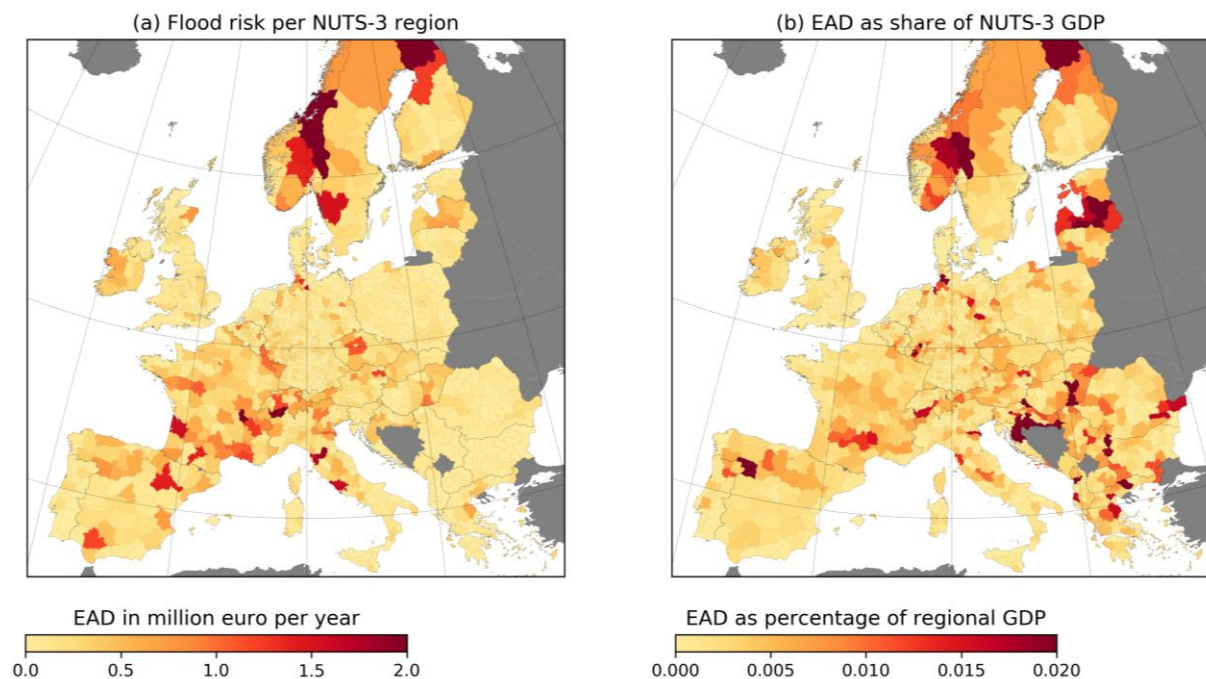 (a) Flood risk per NUTS-3 region
(b) EAD as share of NUTS-3 GDP
EAD in million euro per year
0.0 0.5 1.0 1.5 2.0
EAD as percentage of regional GDP
0.000 0.005 0.010 0.015 0.020